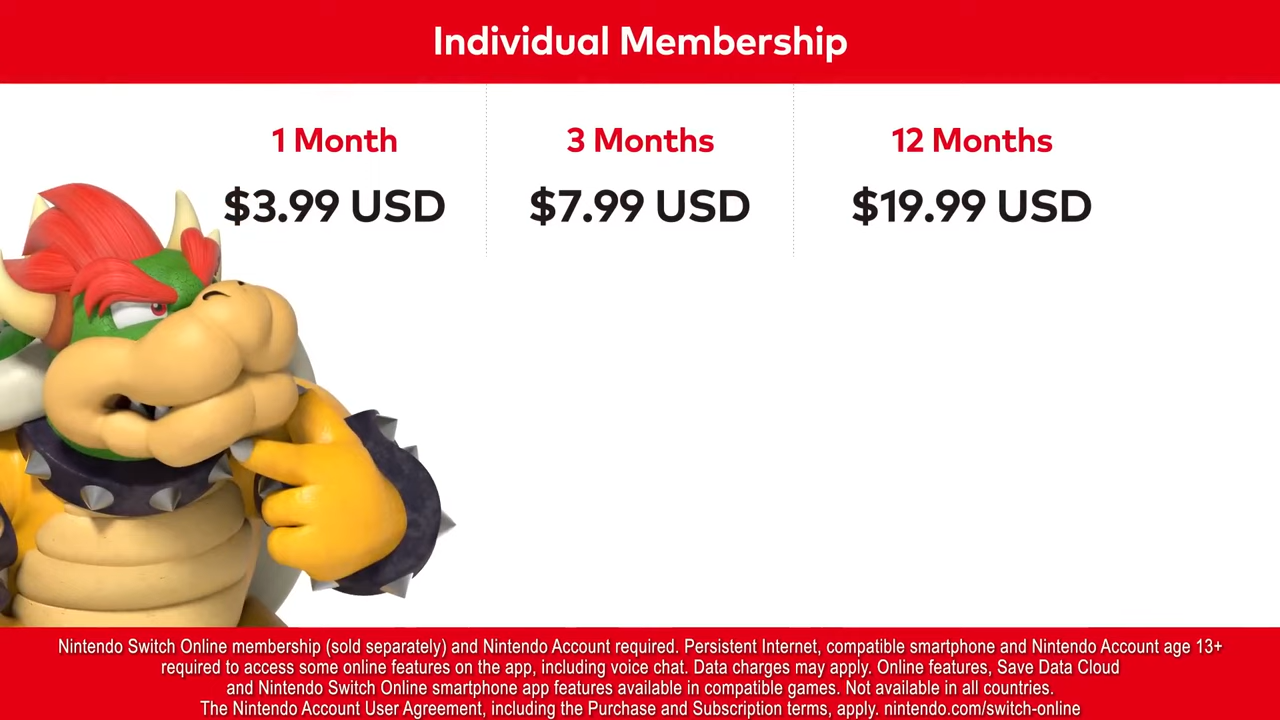 Individual Membership
1 Month
3 Months
12 Months
$3.99 USD
$7.99 USD
$19.99 USD
Nintendo Switch Online membership (sold separately) and Nintendo Account required. Persistent Internet, compatible smartphone and Nintendo Account age 13+
required to access some online features on the app, including voice chat. Data charges may apply. Online features, Save Data Cloud
and Nintendo Switch Online smartphone app features available in compatible games. Not available in all countries.
The Nintendo Account User Agreement, including the Purchase and Subscription terms, apply. nintendo.com/switch-online